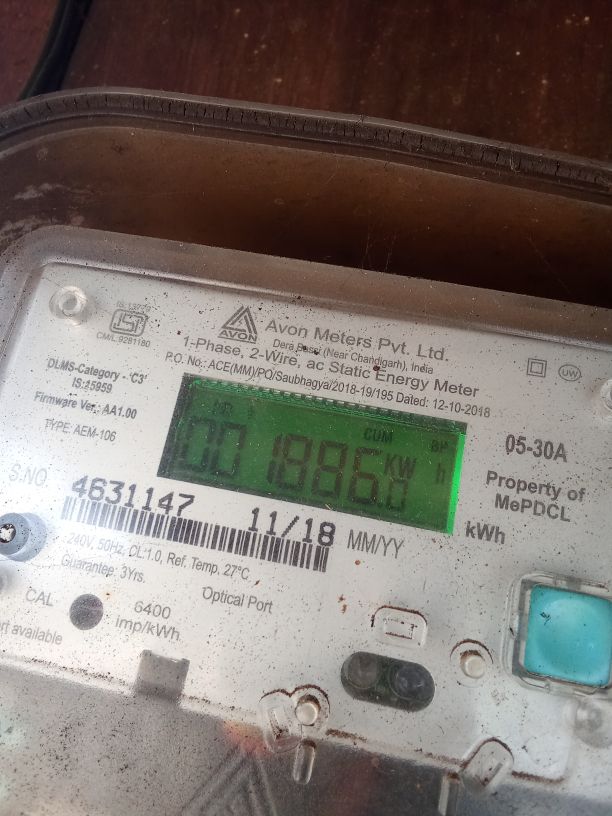 IS:13779
CM/L 9281180
AVON
Avon Meters Pvt. Ltd.
Dera Bassi (Near Chandigarh), India
1-Phase, 2-Wire, ac Static Energy Meter
P.O. No.: ACE(MM)/PO/Saubhagya/2018-19/195 Dated: 12-10-2018
UW
DLMS-Category - 'C3'
IS:15959
Firmware Ver.: AA1.00
TYPE: AEM-106
CUM
001886.0 KWh
05-30A
Property of
MePDCL
kWh
S.NO.
4631147 11/18 MM/YY
240V, 50Hz, CL:1.0, Ref. Temp. 27°C
Guarantee: 3Yrs.
Optical Port
CAL
6400
imp/kWh
available